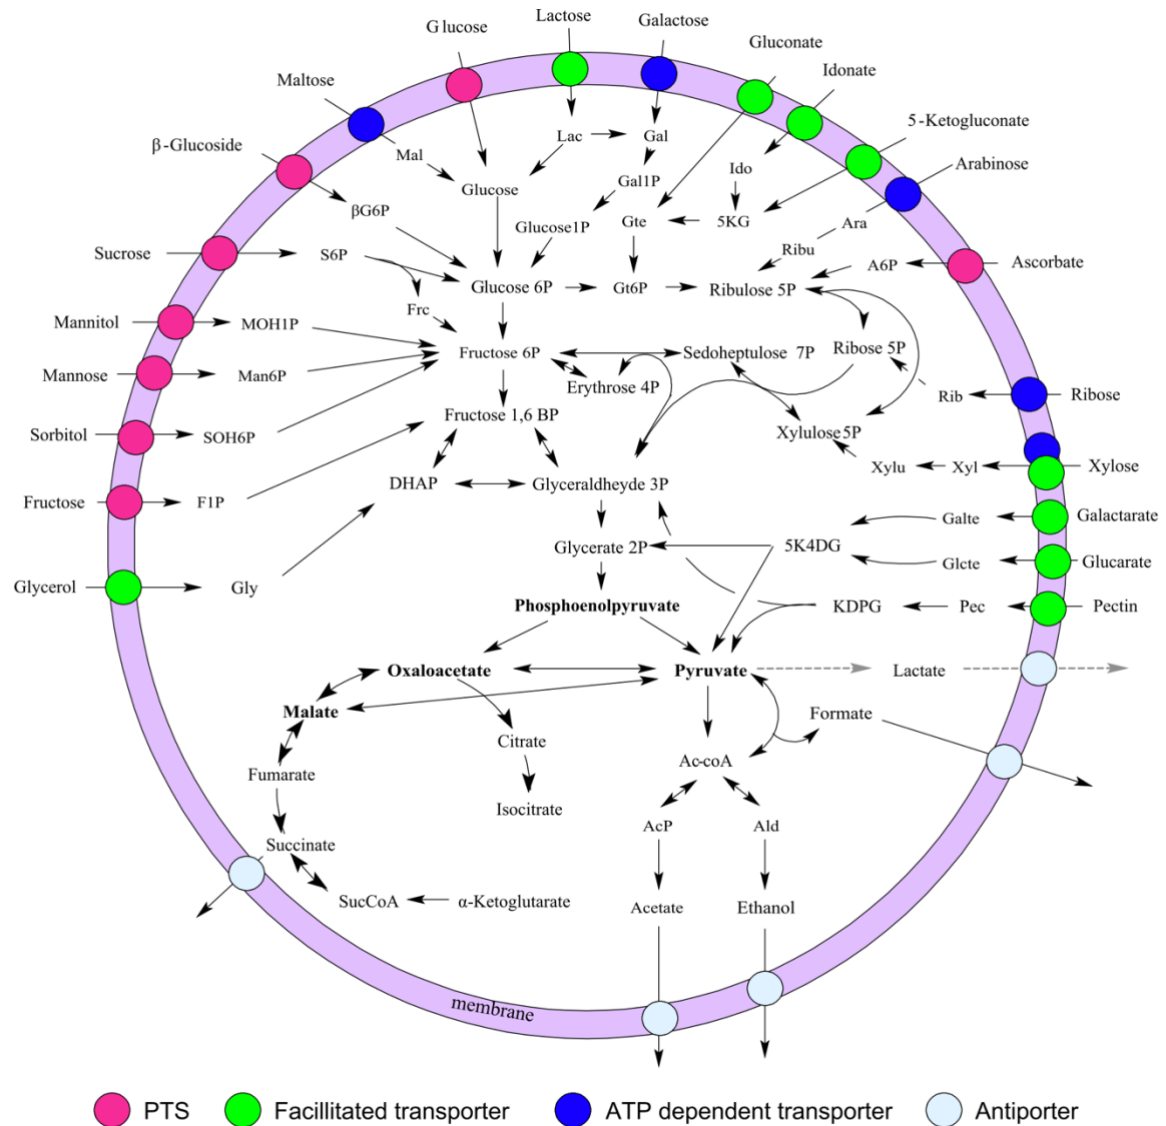 Lactose
Glucose
Galactose
Gluconate
Maltose
Idonate
β-Glucoside
5-Ketogluconate
Arabinose
Mal
Lac
Gal
Glucose
Gal1P
Ido
βG6P
Glucose1P
Gte
5KG
Ara
Sucrose
S6P
Ribu
A6P
Ascorbate
Glucose 6P
Gt6P
Ribulose 5P
Frc
Mannitol
MOH1P
Fructose 6P
Sedoheptulose 7P
Ribose 5P
Mannose
Man6P
Erythrose 4P
Rib
Ribose
Fructose 1,6 BP
Sorbitol
SOH6P
Xylulose5P
Xylu
Xyl
Xylose
DHAP
Glyceraldheyde 3P
Fructose
F1P
Galte
Galactarate
Glycerate 2P
5K4DG
Glcte
Glucarate
Glycerol
Gly
Phosphoenolpyruvate
KDPG
Pec
Pectin
Oxaloacetate
Pyruvate
Lactate
Malate
Formate
Citrate
Ac-coA
Fumarate
Isocitrate
AcP
Ald
Succinate
SucCoA
α-Ketoglutarate
Acetate
Ethanol
membrane
PTS
Facillitated transporter
ATP dependent transporter
Antiporter